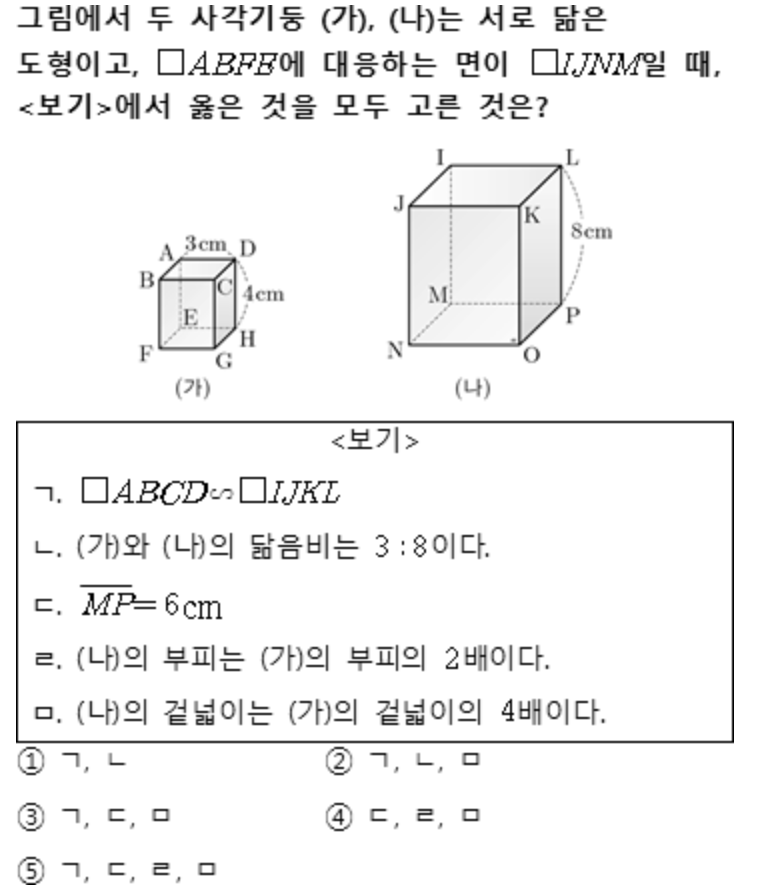 그림에서 두 사각기둥 (가), (나)는 서로 닮은
도형이고, □ABFE에 대응하는 면이 □IJNM일 때,
<보기>에서 옳은 것을 모두 고른 것은?
I L
J K
8cm
A 3cm D
B C 4cm
M
E
P
H
F G
N O
(가) (나)
<보기>
ㄱ. □ABCD∽□IJKL
ㄴ. (가)와 (나)의 닮음비는 3:8이다.
ㄷ. M̅P̅=6cm
ㄹ. (나)의 부피는 (가)의 부피의 2배이다.
ㅁ. (나)의 겉넓이는 (가)의 겉넓이의 4배이다.
① ㄱ, ㄴ ② ㄱ, ㄴ, ㅁ
③ ㄱ, ㄷ, ㅁ ④ ㄷ, ㄹ, ㅁ
⑤ ㄱ, ㄷ, ㄹ, ㅁ